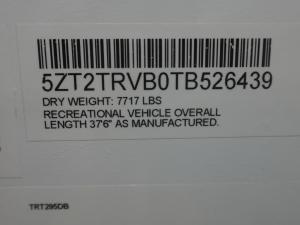 5ZT2TRVB0TB526439
DRY WEIGHT: 7717 LBS
RECREATIONAL VEHICLE OVERALL
LENGTH 37'6" AS MANUFACTURED.
TRT295DB